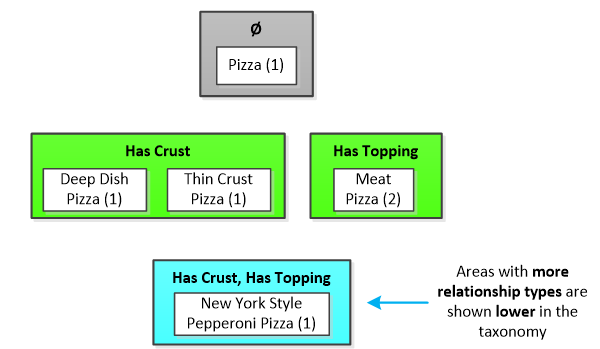 Ø
Pizza (1)
Has Crust
Deep Dish
Pizza (1)
Thin Crust
Pizza (1)
Has Topping
Meat
Pizza (2)
Has Crust, Has Topping
New York Style
Pepperoni Pizza (1)
Areas with more
relationship types are
shown lower in the
taxonomy